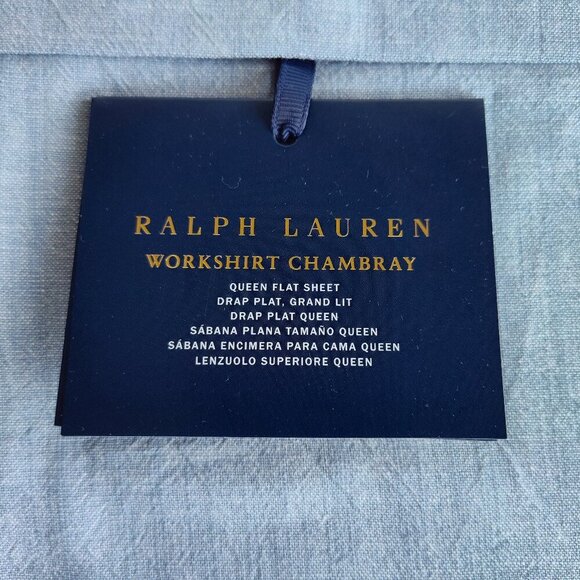 RALPH LAUREN
WORKSHIRT CHAMBRAY
QUEEN FLAT SHEET
DRAP PLAT, GRAND LIT
DRAP PLAT QUEEN
SÁBANA PLANA TAMAÑO QUEEN
SÁBANA ENCIMERA PARA CAMA QUEEN
LENZUOLO SUPERIORE QUEEN